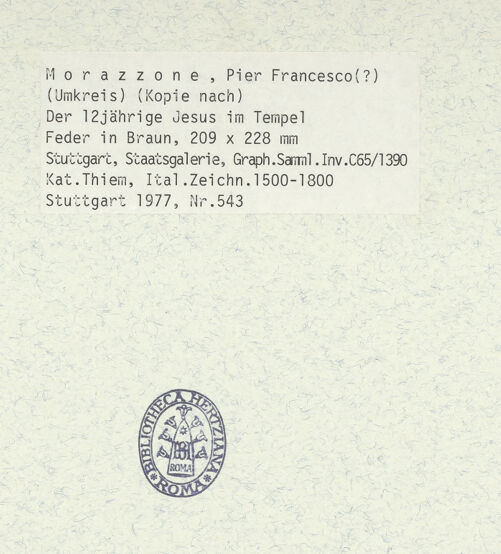 Morazzone, Pier Francesco(?)
(Umkreis) (Kopie nach)
Der 12jährige Jesus im Tempel
Feder in Braun, 209 x 228 mm
Stuttgart, Staatsgalerie, Graph.Samml.Inv.C65/1390
Kat.Thiem, Ital.Zeichn.1500-1800
Stuttgart 1977, Nr.543
BIBLIOTHECA HERTZIANA
ROMA
ROMA